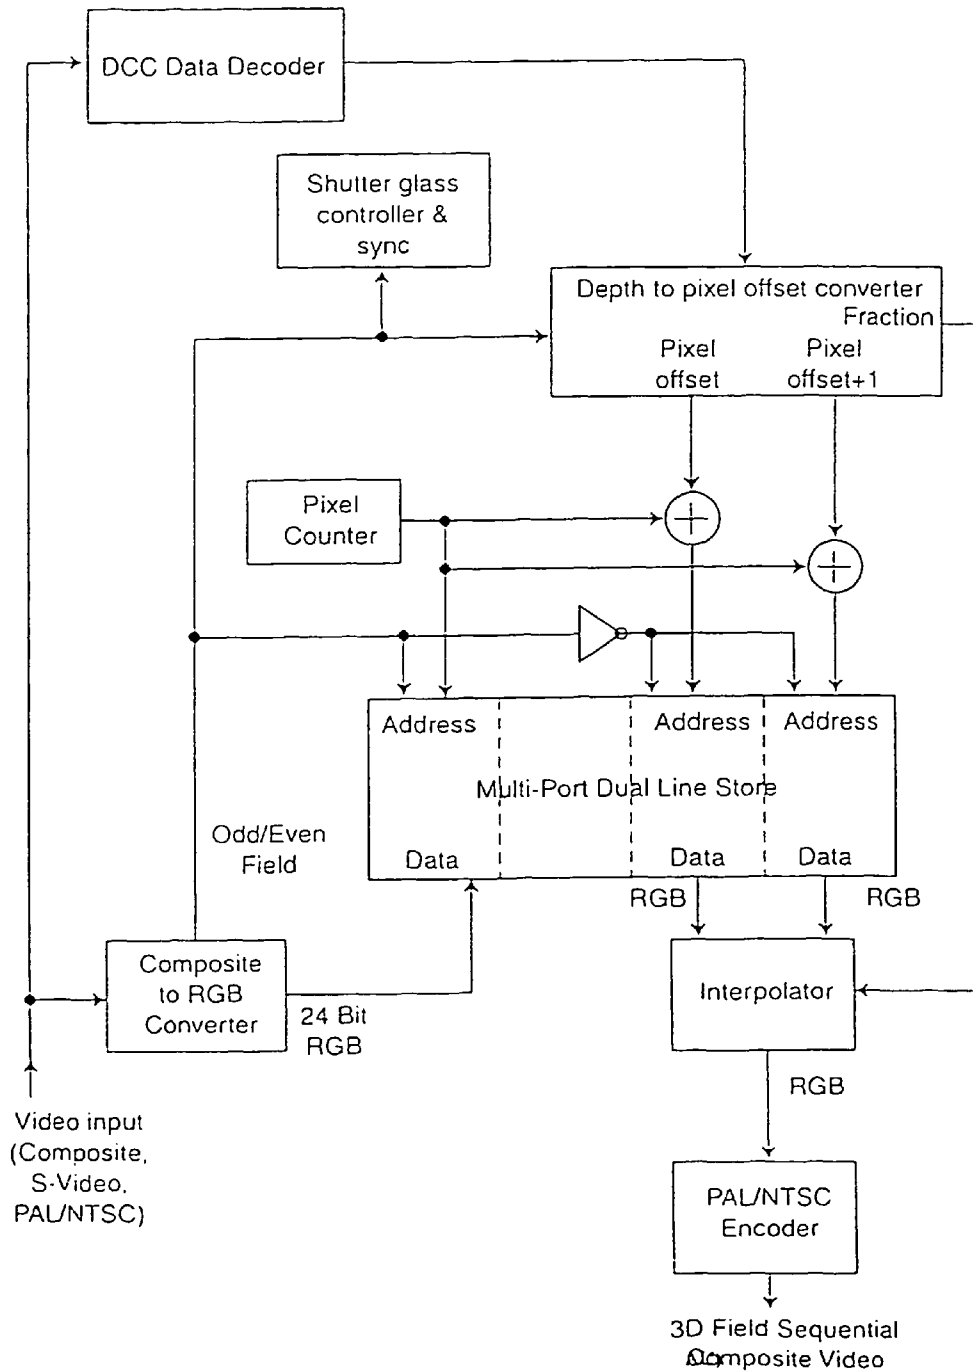 DCC Data Decoder
Shutter glass
controller &
sync
Depth to pixel offset converter
Fraction
Pixel
offset
Pixel
offset+1
Pixel
Counter
Address
Address
Address
Multi-Port Dual Line Store
Odd/Even
Field
Data
Data
Data
RGB
RGB
Composite
to RGB
Converter
24 Bit
RGB
Interpolator
RGB
Video input
(Composite,
S-Video,
PAL/NTSC)
PAL/NTSC
Encoder
3D Field Sequential
Composite Video